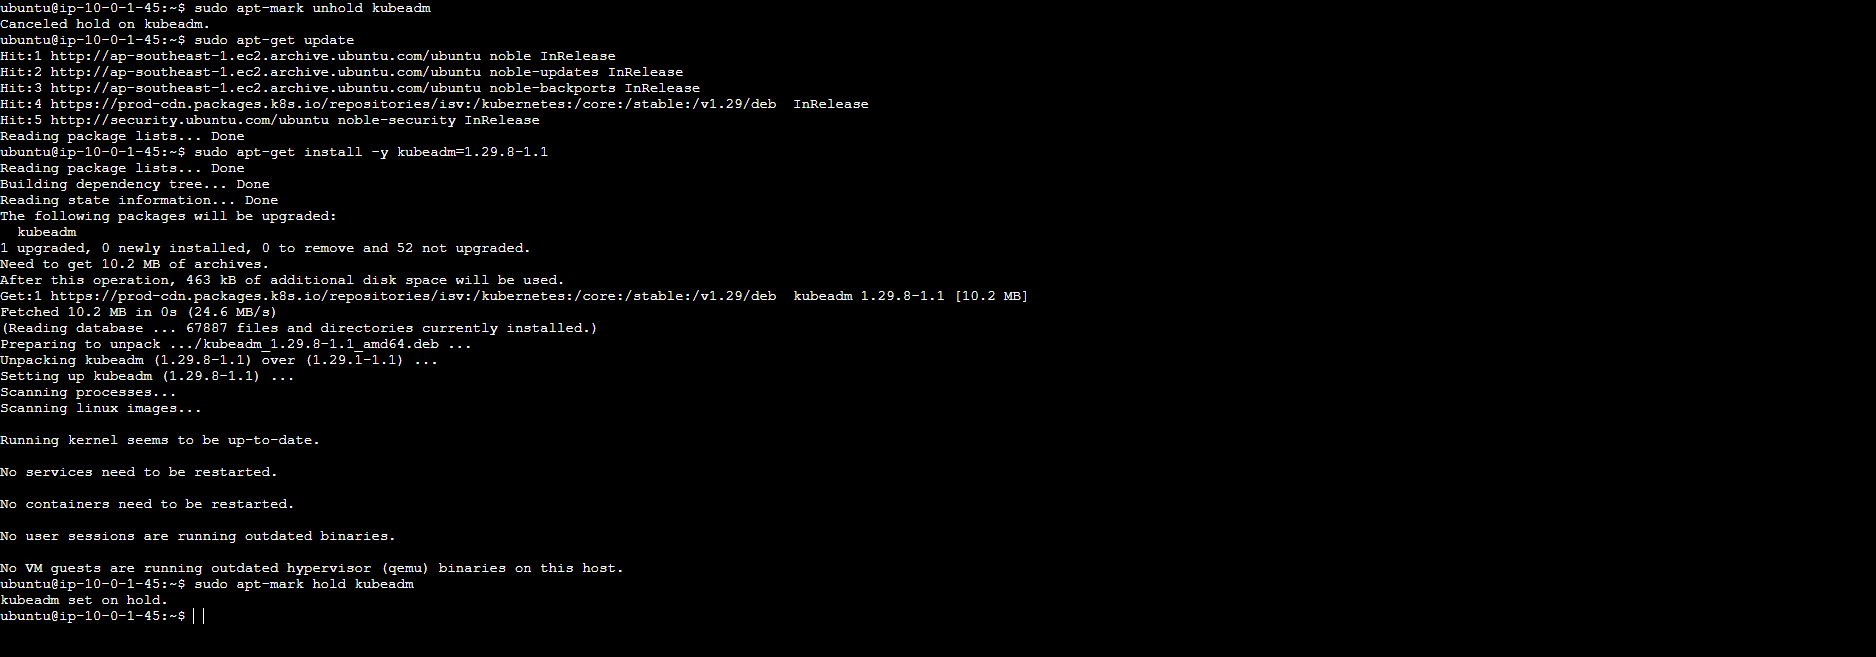 ubuntu@ip-10-0-1-45:~$ sudo apt-mark unhold kubeadm
Canceled hold on kubeadm.
ubuntu@ip-10-0-1-45:~$ sudo apt-get update
Hit:1 http://ap-southeast-1.ec2.archive.ubuntu.com/ubuntu noble InRelease
Hit:2 http://ap-southeast-1.ec2.archive.ubuntu.com/ubuntu noble-updates InRelease
Hit:3 http://ap-southeast-1.ec2.archive.ubuntu.com/ubuntu noble-backports InRelease
Hit:4 https://prod-cdn.packages.k8s.io/repositories/isv:/kubernetes:/core:/stable:/v1.29/deb  InRelease
Hit:5 http://security.ubuntu.com/ubuntu noble-security InRelease
Reading package lists... Done
ubuntu@ip-10-0-1-45:~$ sudo apt-get install -y kubeadm=1.29.8-1.1
Reading package lists... Done
Building dependency tree... Done
Reading state information... Done
The following packages will be upgraded:
  kubeadm
1 upgraded, 0 newly installed, 0 to remove and 52 not upgraded.
Need to get 10.2 MB of archives.
After this operation, 463 kB of additional disk space will be used.
Get:1 https://prod-cdn.packages.k8s.io/repositories/isv:/kubernetes:/core:/stable:/v1.29/deb  kubeadm 1.29.8-1.1 [10.2 MB]
Fetched 10.2 MB in 0s (24.6 MB/s)
(Reading database ... 67887 files and directories currently installed.)
Preparing to unpack .../kubeadm_1.29.8-1.1_amd64.deb ...
Unpacking kubeadm (1.29.8-1.1) over (1.29.1-1.1) ...
Setting up kubeadm (1.29.8-1.1) ...
Scanning processes...
Scanning linux images...
Running kernel seems to be up-to-date.
No services need to be restarted.
No containers need to be restarted.
No user sessions are running outdated binaries.
No VM guests are running outdated hypervisor (qemu) binaries on this host.
ubuntu@ip-10-0-1-45:~$ sudo apt-mark hold kubeadm
kubeadm set on hold.
ubuntu@ip-10-0-1-45:~$